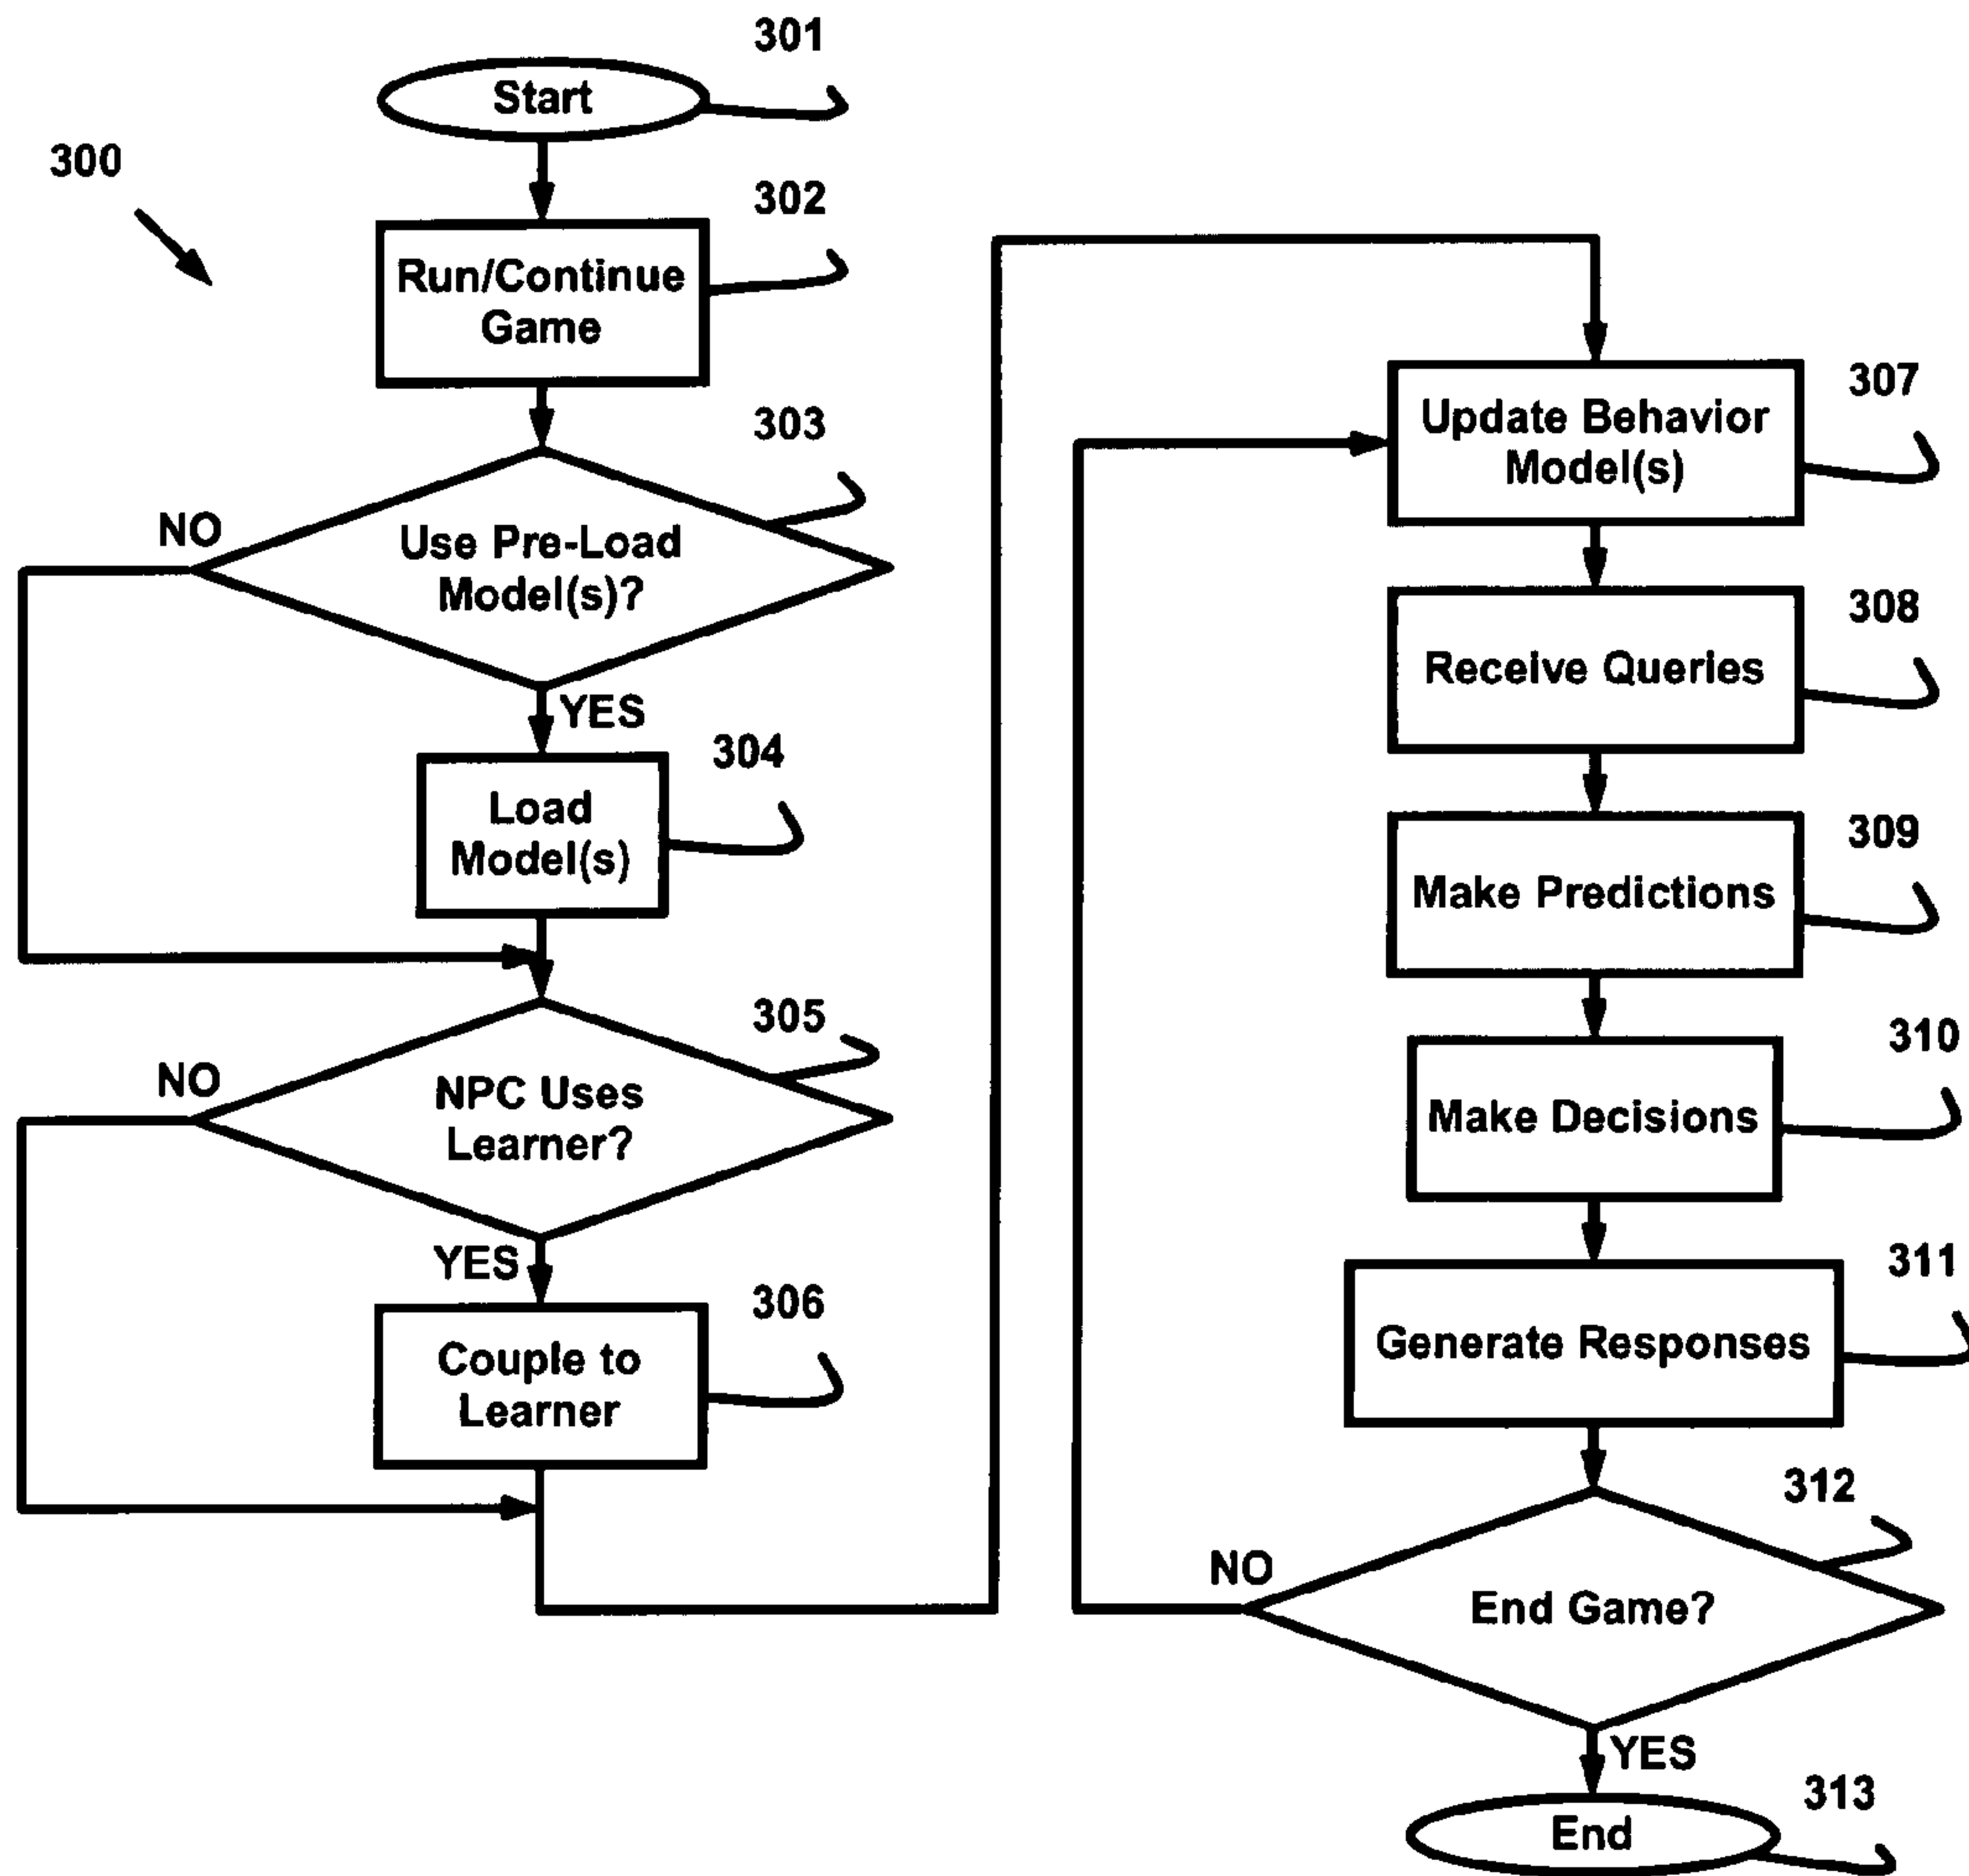 301
Start
300
302
Run/Continue
Game
303
NO
Use Pre-Load
Model(s)?
YES
304
Load
Model(s)
305
NO
NPC Uses
Learner?
YES
306
Couple to
Learner
307
Update Behavior
Model(s)
308
Receive Queries
309
Make Predictions
310
Make Decisions
311
Generate Responses
312
NO
End Game?
YES
313
End